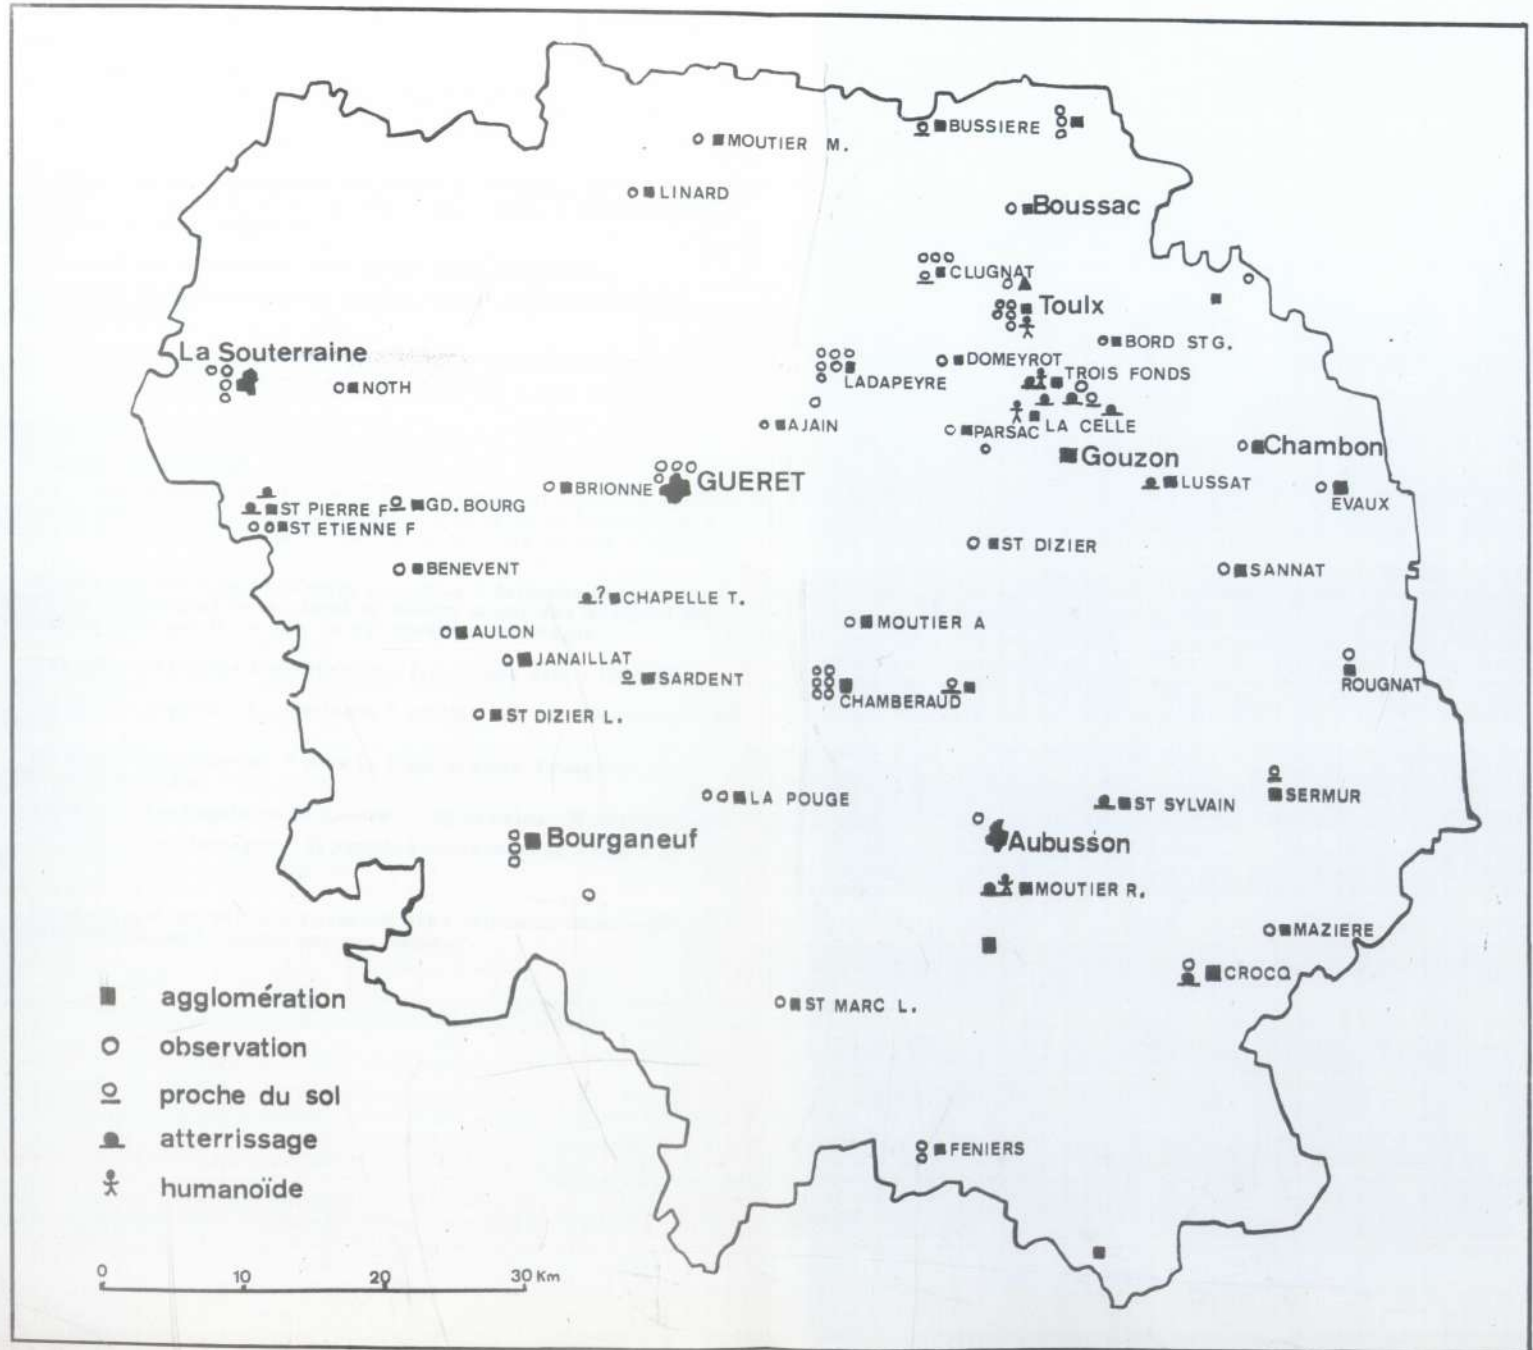 BUSSIERE
MOUTIER M.
LINARD
Boussac
CLUGNAT
Toulx
BORD ST G.
La Souterraine
DOMEYROT
TROIS FONDS
LADAPEYRE
NOTH
AJAIN
PARSAC
LA CELLE
Chambon
Gouzon
GUERET
BRIONNE
LUSSAT
EVAUX
ST PIERRE F
GD. BOURG
ST ETIENNE F
ST DIZIER
BENEVENT
SANNAT
? CHAPELLE T.
MOUTIER A
AULON
JANAILLAT
SARDENT
ROUGNAT
CHAMBERAUD
ST DIZIER L.
LA POUGE
ST SYLVAIN
SERMUR
Bourganeuf
Aubusson
MOUTIER R.
MAZIERE
CROCQ
ST MARC L.
FENIERS
agglomération
observation
proche du sol
atterrissage
humanoïde
0 10 20 30 Km